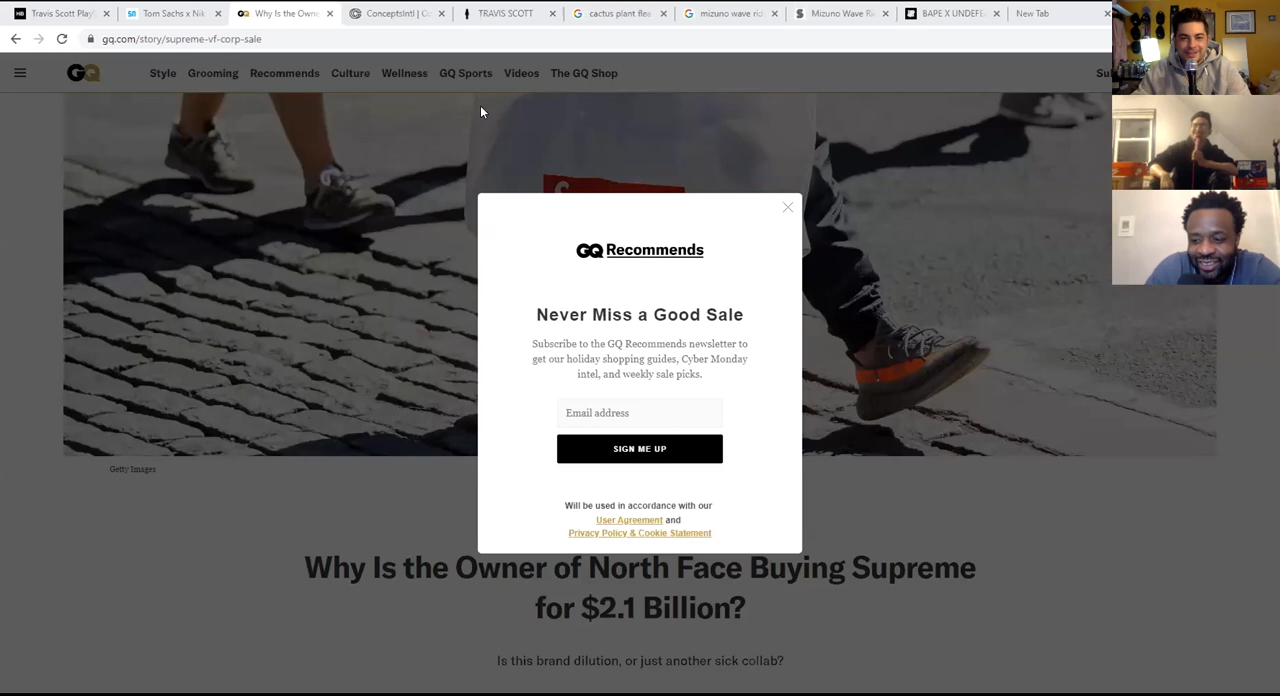 Travis Scott Play
Tom Sachs x Nik
Why Is the Owne
ConceptsIntl | Co
TRAVIS SCOTT
cactus plant flea
mizuno wave rid
Mizuno Wave Ri
BAPE X UNDEFE
New Tab
gq.com/story/supreme-vf-corp-sale
GQ
Style
Grooming
Recommends
Culture
Wellness
GQ Sports
Videos
The GQ Shop
GQ Recommends
Never Miss a Good Sale
Subscribe to the GQ Recommends newsletter to
get our holiday shopping guides, Cyber Monday
intel, and weekly sale picks.
Email address
SIGN ME UP
Will be used in accordance with our
User Agreement and
Privacy Policy & Cookie Statement
Getty Images
Why Is the Owner of North Face Buying Supreme
for $2.1 Billion?
Is this brand dilution, or just another sick collab?